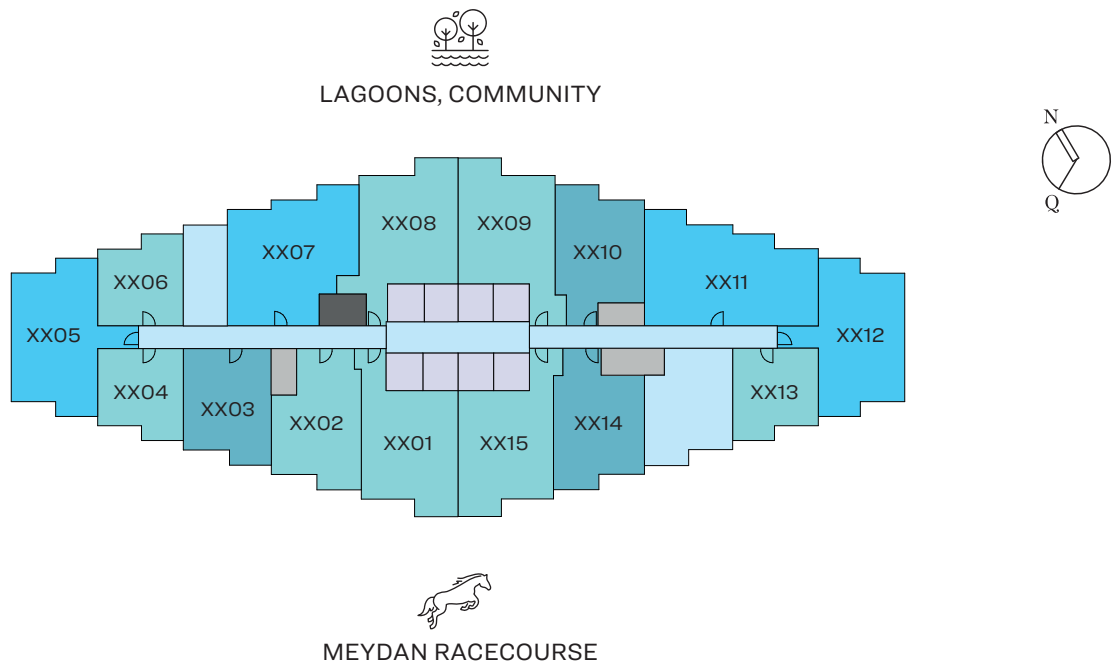 LAGOONS, COMMUNITY
N
Q
XX08
XX09
XX07
XX10
XX06
XX11
XX05
XX12
XX04
XX13
XX03
XX02
XX14
XX01
XX15
MEYDAN RACECOURSE